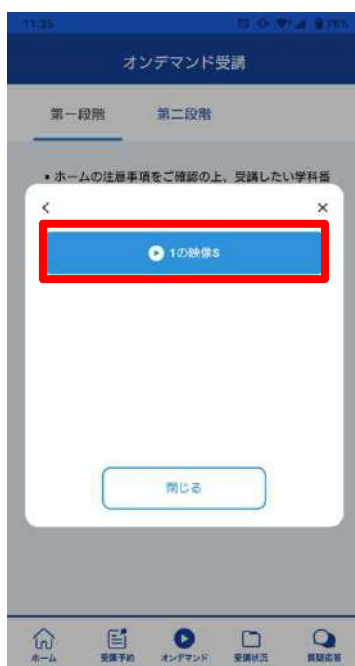 11:35
78%
オンデマンド受講
第一段階 第二段階
• ホームの注意事項をご確認の上、受講したい学科番
1の映像S
閉じる
ホーム 受講予約 オンデマンド 受講状況 質疑応答